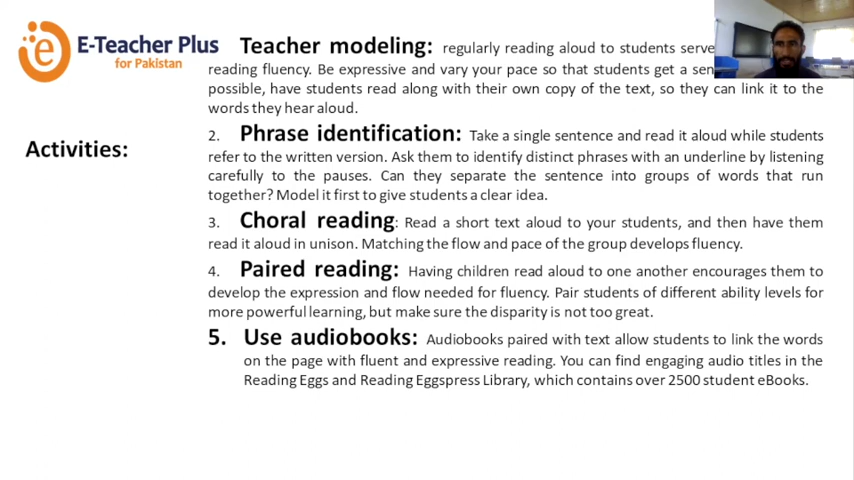 E-Teacher Plus
for Pakistan
Activities:
Teacher modeling: regularly reading aloud to students serve
reading fluency. Be expressive and vary your pace so that students get a sen
possible, have students read along with their own copy of the text, so they can link it to the
words they hear aloud.
2. Phrase identification: Take a single sentence and read it aloud while students
refer to the written version. Ask them to identify distinct phrases with an underline by listening
carefully to the pauses. Can they separate the sentence into groups of words that run
together? Model it first to give students a clear idea.
3. Choral reading: Read a short text aloud to your students, and then have them
read it aloud in unison. Matching the flow and pace of the group develops fluency.
4. Paired reading: Having children read aloud to one another encourages them to
develop the expression and flow needed for fluency. Pair students of different ability levels for
more powerful learning, but make sure the disparity is not too great.
5. Use audiobooks: Audiobooks paired with text allow students to link the words
on the page with fluent and expressive reading. You can find engaging audio titles in the
Reading Eggs and Reading Eggspress Library, which contains over 2500 student eBooks.